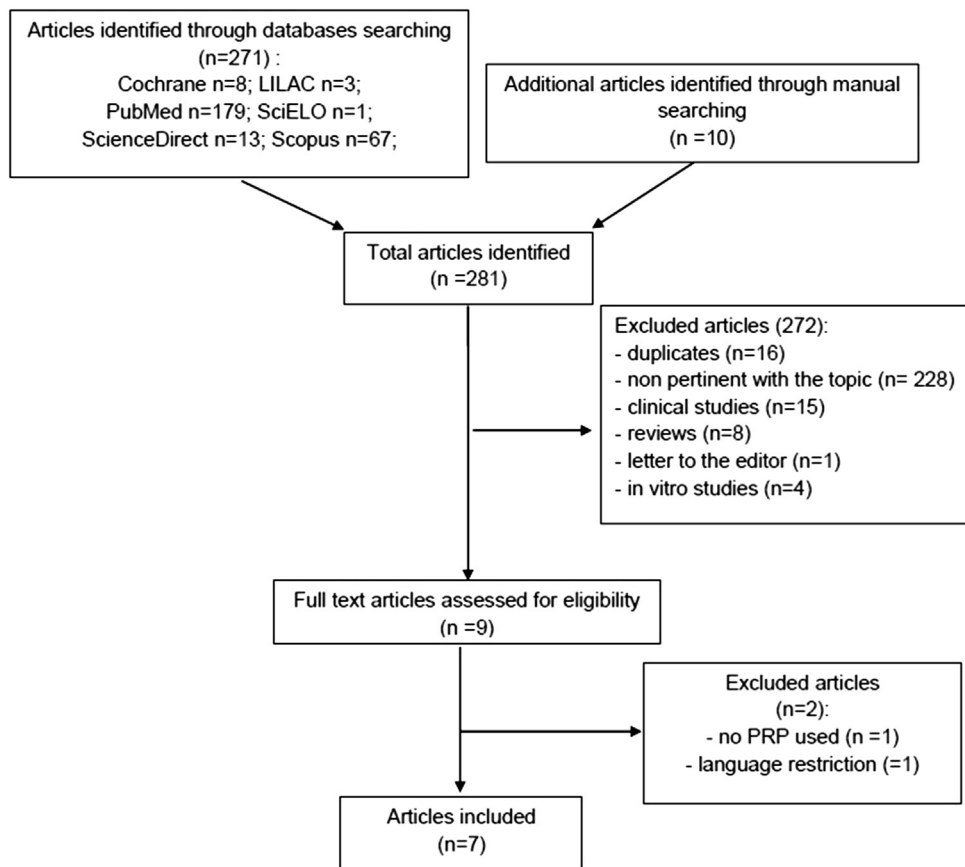 Articles identified through databases searching
(n=271) :
Cochrane n=8; LILAC n=3;
PubMed n=179; SciELO n=1;
ScienceDirect n=13; Scopus n=67;
Additional articles identified through manual
searching
(n =10)
Total articles identified
(n =281)
Excluded articles (272):
- duplicates (n=16)
- non pertinent with the topic (n= 228)
- clinical studies (n=15)
- reviews (n=8)
- letter to the editor (n=1)
- in vitro studies (n=4)
Full text articles assessed for eligibility
(n =9)
Excluded articles
(n=2):
- no PRP used (n =1)
- language restriction (=1)
Articles included
(n=7)